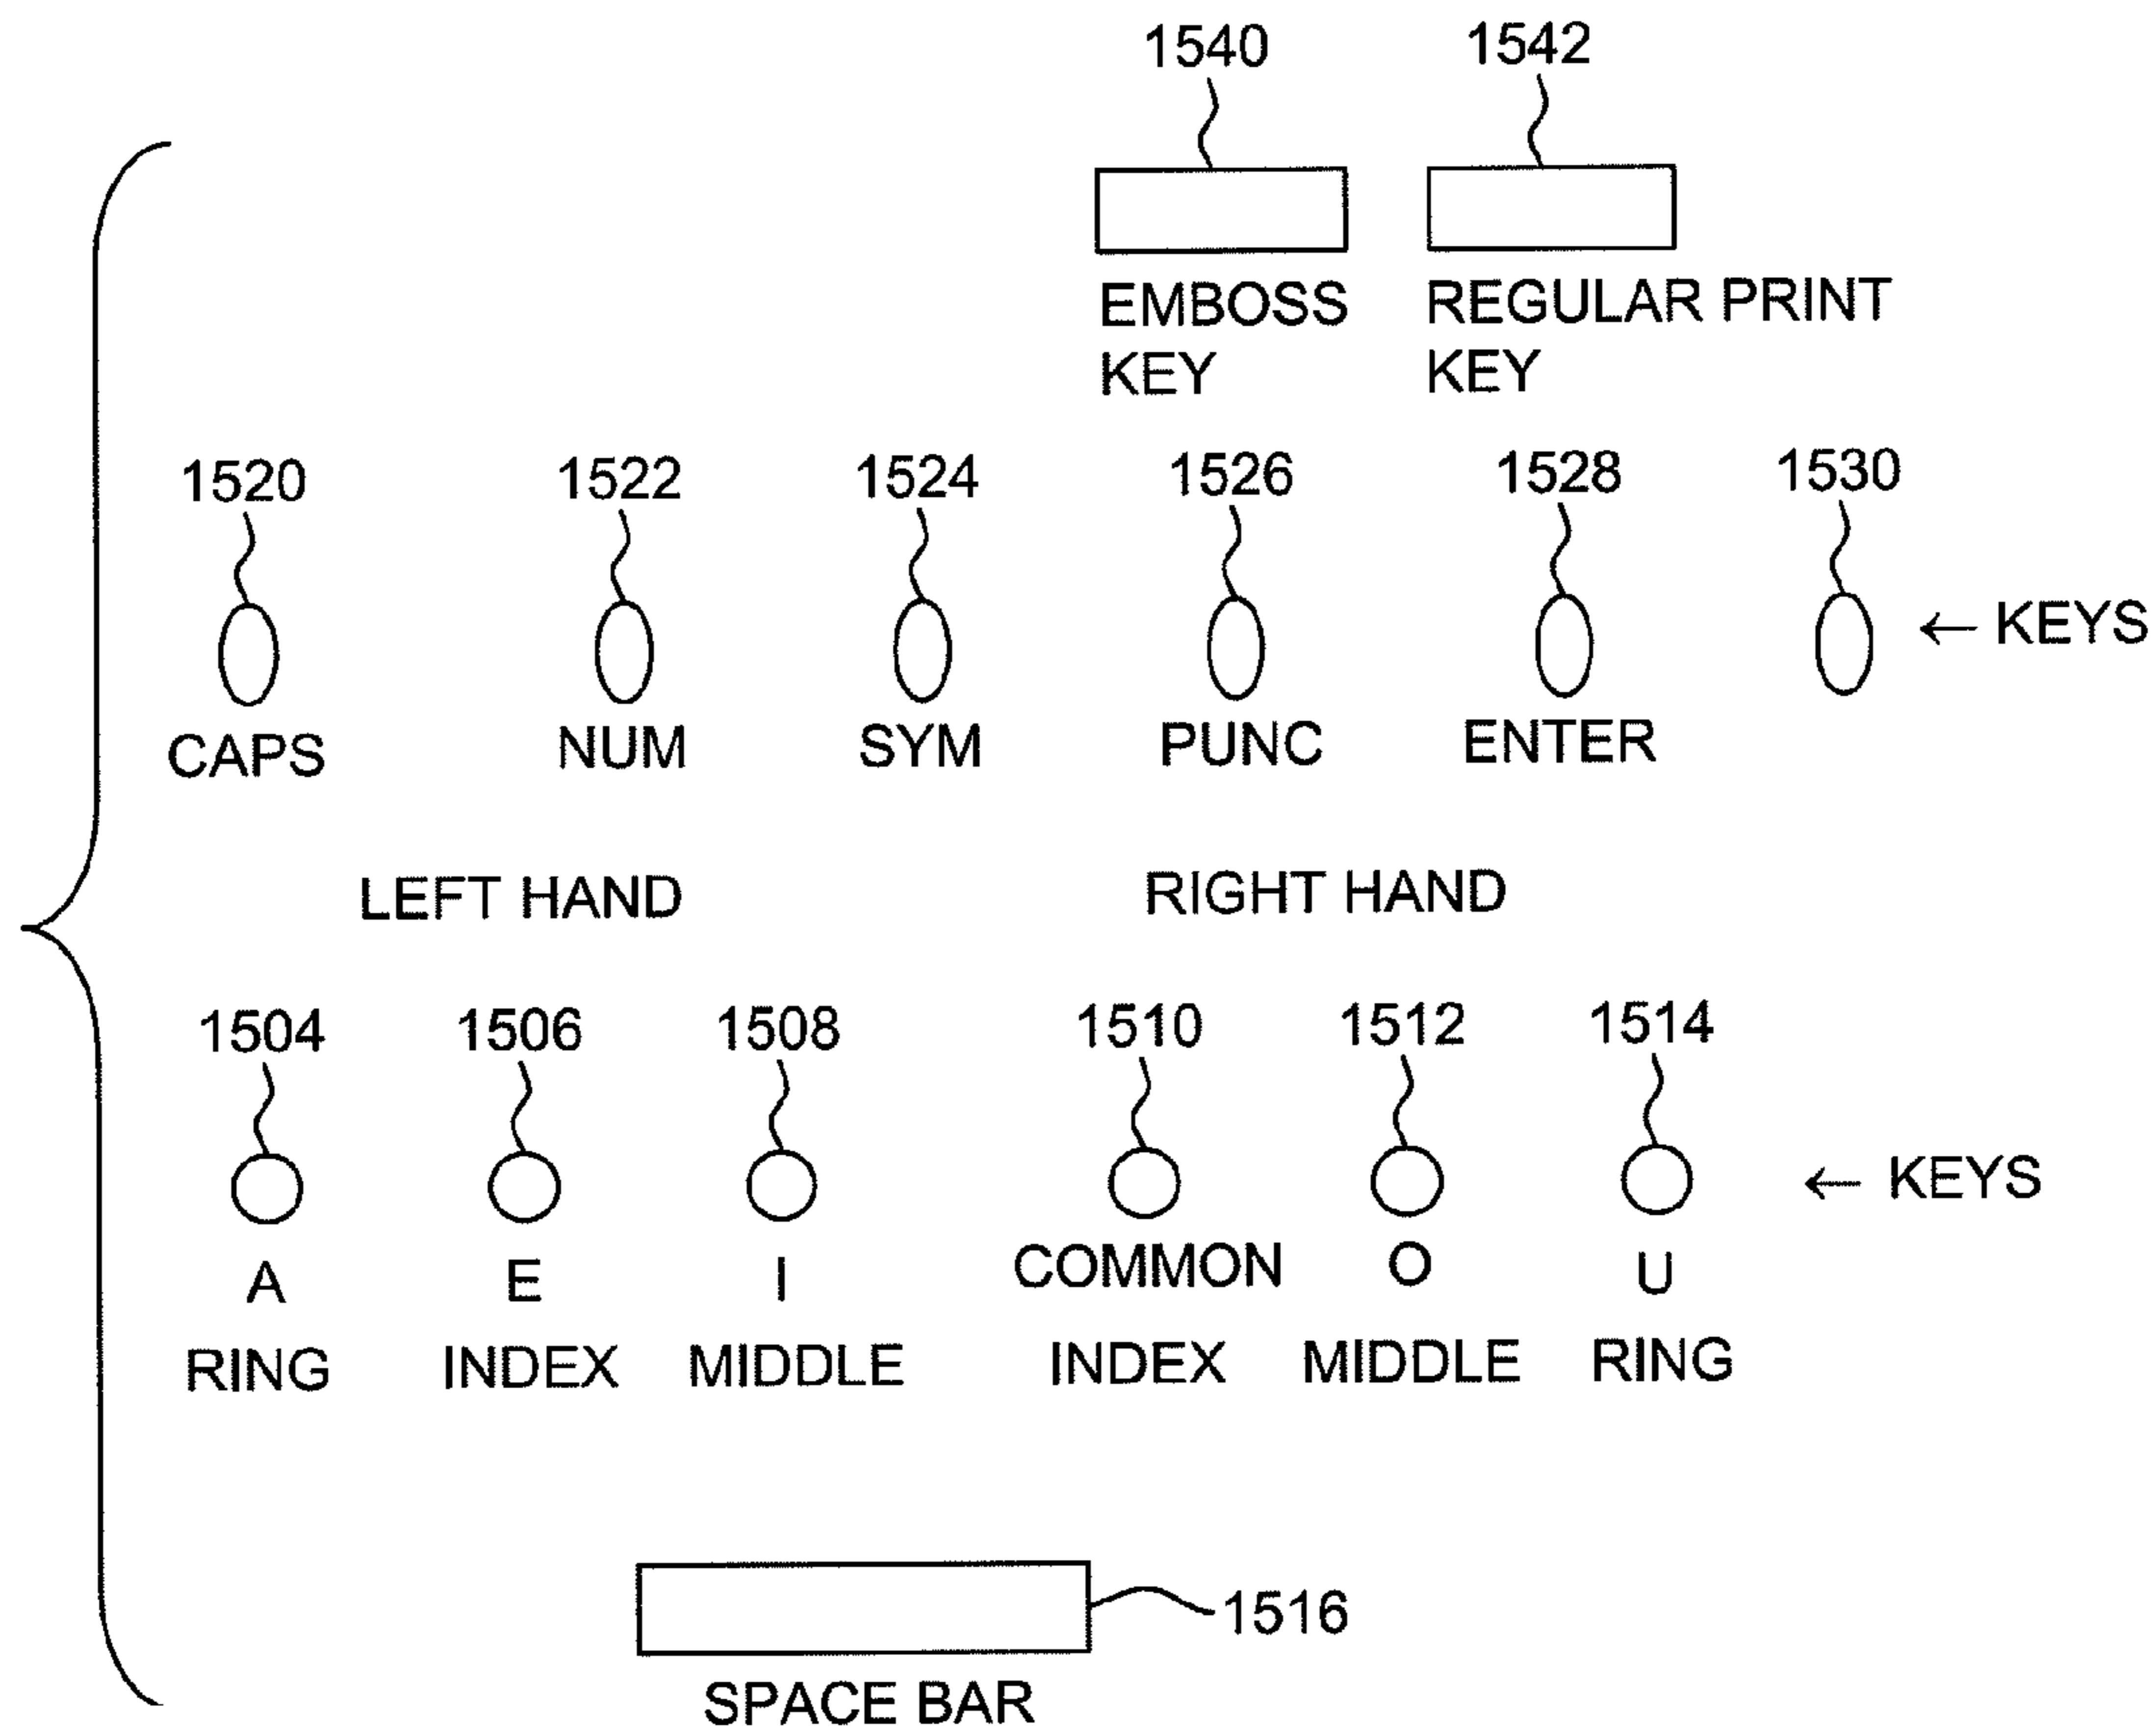 1540 1542
EMBOSS KEY REGULAR PRINT KEY
1520 1522 1524 1526 1528 1530
← KEYS
CAPS NUM SYM PUNC ENTER
LEFT HAND RIGHT HAND
1504 1506 1508 1510 1512 1514
← KEYS
A E I COMMON O U
RING INDEX MIDDLE INDEX MIDDLE RING
1516
SPACE BAR